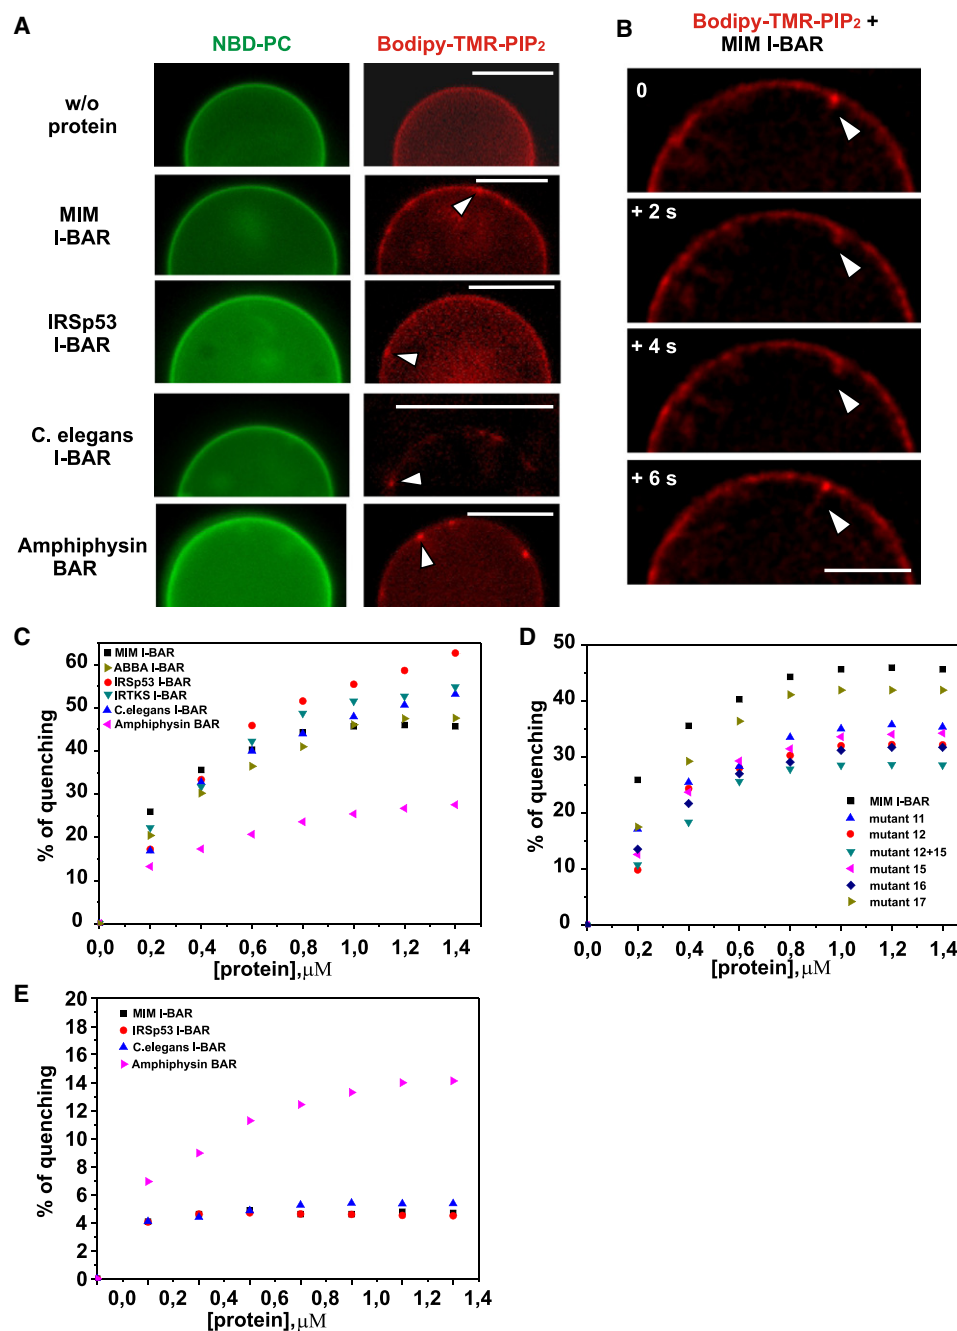 A
NBD-PC
Bodipy-TMR-PIP₂
w/o
protein
MIM
I-BAR
IRSp53
I-BAR
C. elegans
I-BAR
Amphiphysin
BAR
B
Bodipy-TMR-PIP₂ +
MIM I-BAR
0
+ 2 s
+ 4 s
+ 6 s
C
% of quenching
60
50
40
30
20
10
0
MIM I-BAR
ABBA I-BAR
IRSp53 I-BAR
IRTKS I-BAR
C.elegans I-BAR
Amphiphysin BAR
0,0 0,2 0,4 0,6 0,8 1,0 1,2 1,4
[protein],µM
D
% of quenching
50
40
30
20
10
0
MIM I-BAR
mutant 11
mutant 12
mutant 12+15
mutant 15
mutant 16
mutant 17
0,0 0,2 0,4 0,6 0,8 1,0 1,2 1,4
[protein],µM
E
% of quenching
20
18
16
14
12
10
8
6
4
2
0
MIM I-BAR
IRSp53 I-BAR
C.elegans I-BAR
Amphiphysin BAR
0,0 0,2 0,4 0,6 0,8 1,0 1,2 1,4
[protein],µM